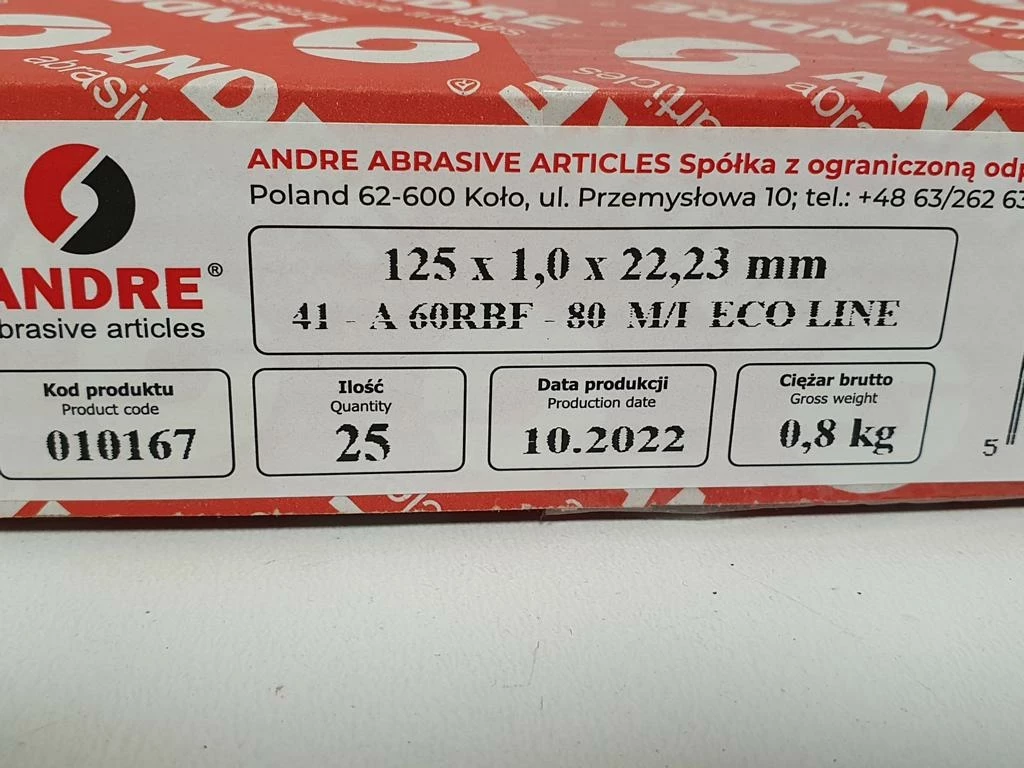 ANDRE
abrasive articles
ANDRE ABRASIVE ARTICLES Spółka z ograniczoną
Poland 62-600 Koło, ul. Przemysłowa 10; tel.: +48 63/262 63
125 x 1,0 x 22,23 mm
41 - A 60RBF - 80 M/I ECO LINE
ANDRE®
brasive articles
Kod produktu
Product code
010167
Ilość
Quantity
25
Data produkcji
Production date
10.2022
Ciężar brutto
Gross weight
0,8 kg
5